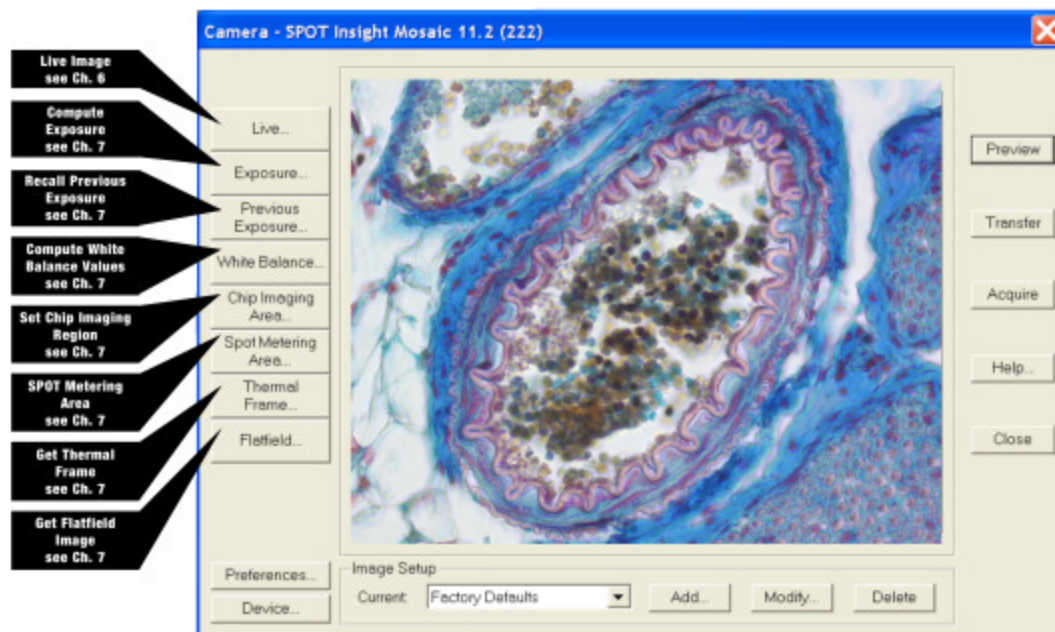 Camera - SPOT Insight Mosaic 11.2 (222)
Live Image
see Ch. 6
Compute
Exposure
see Ch. 7
Recall Previous
Exposure
see Ch. 7
Compute White
Balance Values
see Ch. 7
Set Chip Imaging
Region
see Ch. 7
SPOT Metering
Area
see Ch. 7
Get Thermal
Frame
see Ch. 7
Get Flatfield
Image
see Ch. 7
Live...
Exposure...
Previous
Exposure...
White Balance...
Chip Imaging
Area...
Spot Metering
Area...
Thermal
Frame...
Flatfield...
Preferences...
Device...
Preview
Transfer
Acquire
Help...
Close
Image Setup
Current: Factory Defaults
Add...
Modify...
Delete